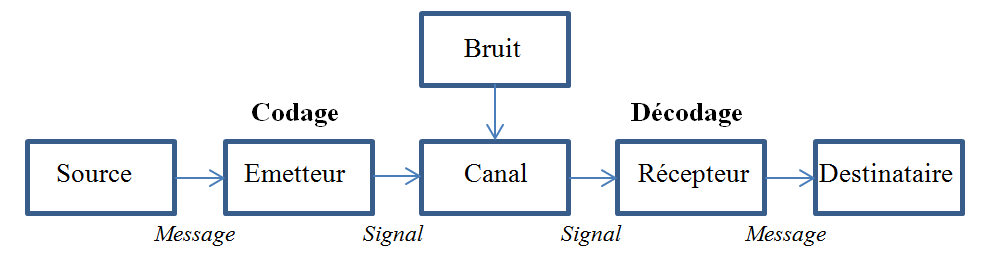 Bruit
Codage
Décodage
Source
Emetteur
Canal
Récepteur
Destinataire
Message
Signal
Signal
Message